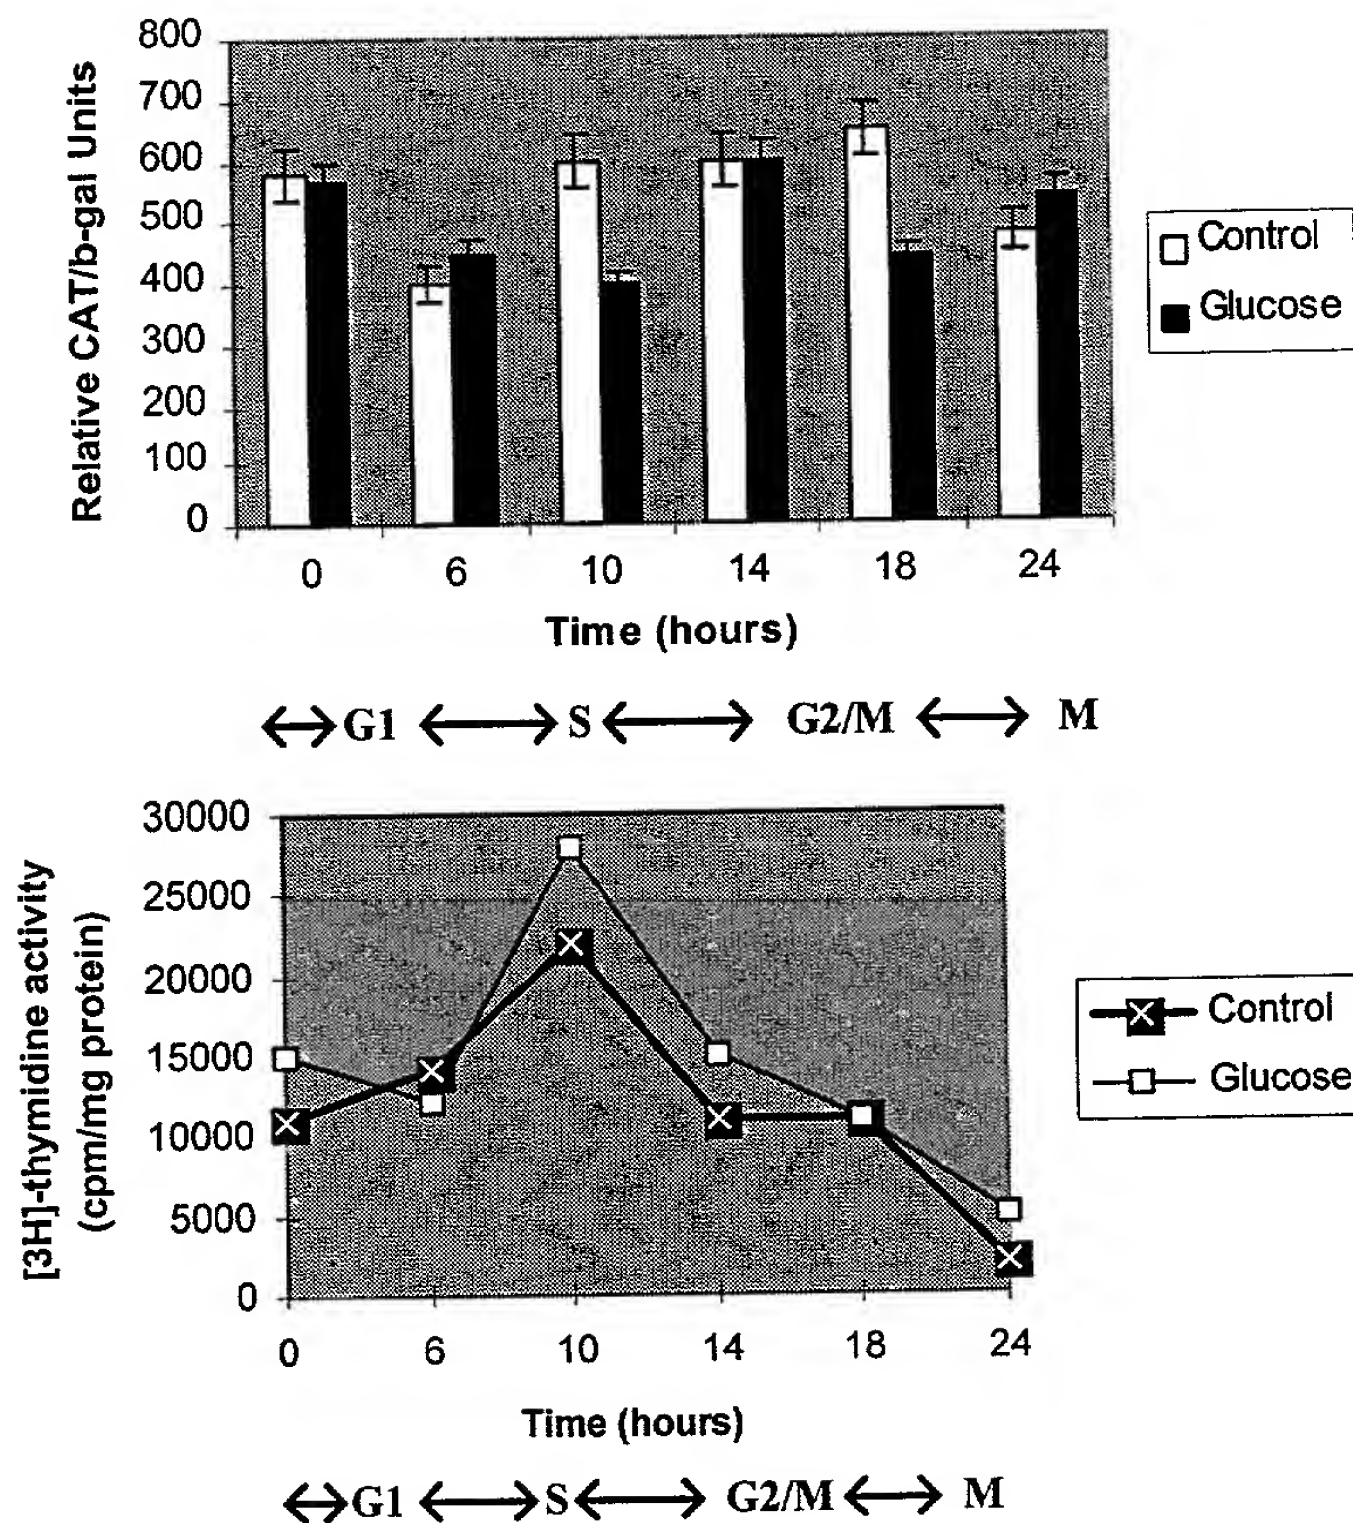 800
700
600
500
400
300
200
100
0
Relative CAT/b-gal Units
0 6 10 14 18 24
Time (hours)
Control
Glucose
G1 S G2/M M
30000
25000
20000
15000
10000
5000
0
[3H]-thymidine activity
(cpm/mg protein)
0 6 10 14 18 24
Time (hours)
Control
Glucose
G1 S G2/M M